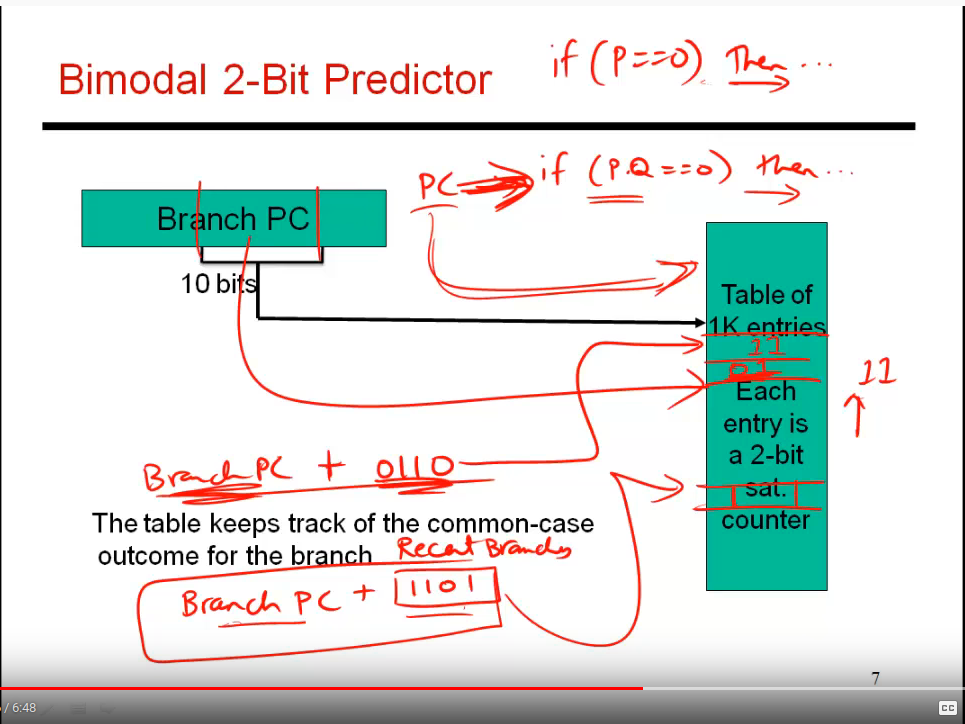 Bimodal 2-Bit Predictor
if (P==0) Then ...
PC
if (P.Q==0) then ...
Branch PC
10 bits
Table of
1K entries
11
01
11
Each
entry is
a 2-bit
sat.
counter
Branch PC + 0110
The table keeps track of the common-case
outcome for the branch
Recent Branches
Branch PC + 1101
7
/ 6:48
CC